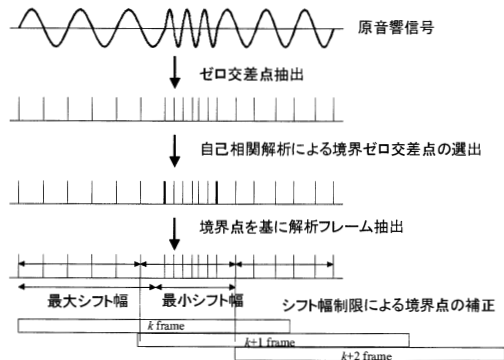 原音響信号
ゼロ交差点抽出
自己相関解析による境界ゼロ交差点の選出
境界点を基に解析フレーム抽出
最大シフト幅
最小シフト幅
シフト幅制限による境界点の補正
k frame
k+1 frame
k+2 frame